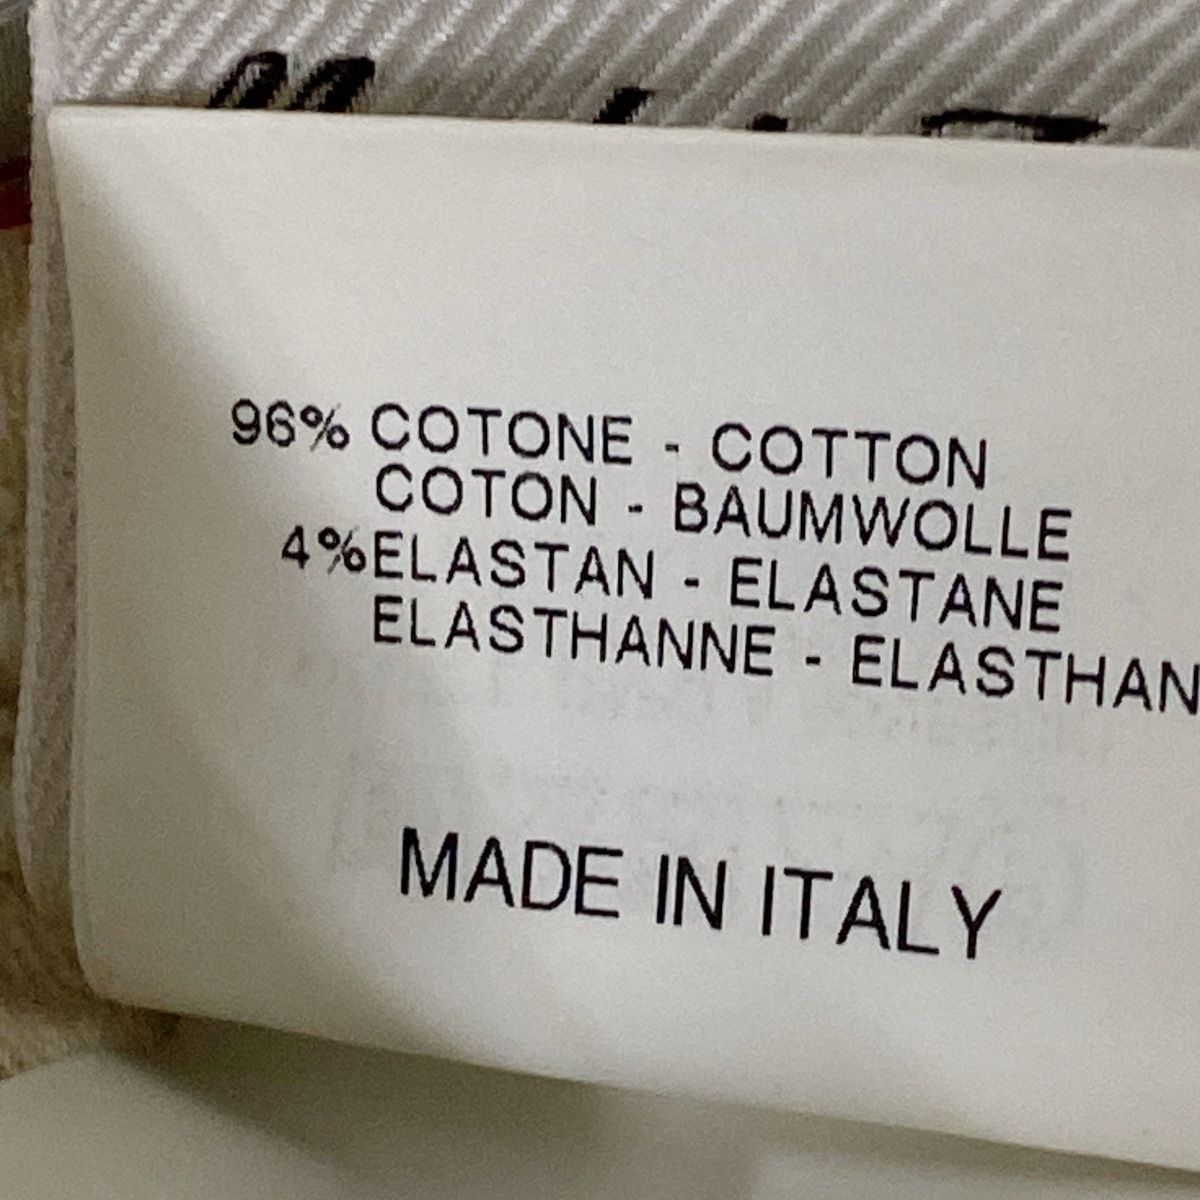 96% COTONE - COTTON
COTON - BAUMWOLLE
4%ELASTAN - ELASTANE
ELASTHANNE - ELASTHAN
MADE IN ITALY